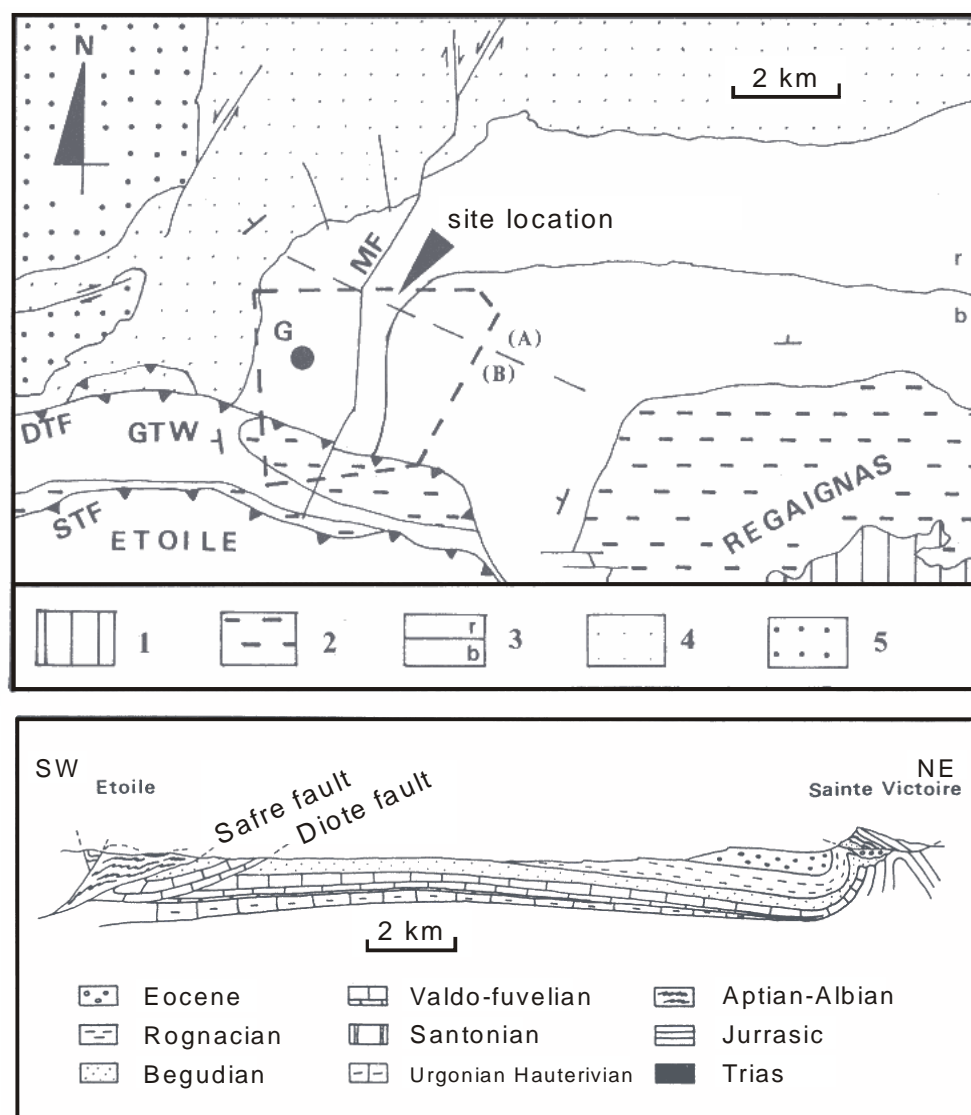 N
2 km
site location
MF
r
b
G
(A)
(B)
DTF
GTW
STF
ETOILE
REGAIGNAS
1
2
r
b
3
4
5
SW
NE
Etoile
Sainte Victoire
Safre fault
Diote fault
2 km
Eocene
Valdo-fuvelian
Aptian-Albian
Rognacian
Santonian
Jurrasic
Begudian
Urgonian Hauterivian
Trias